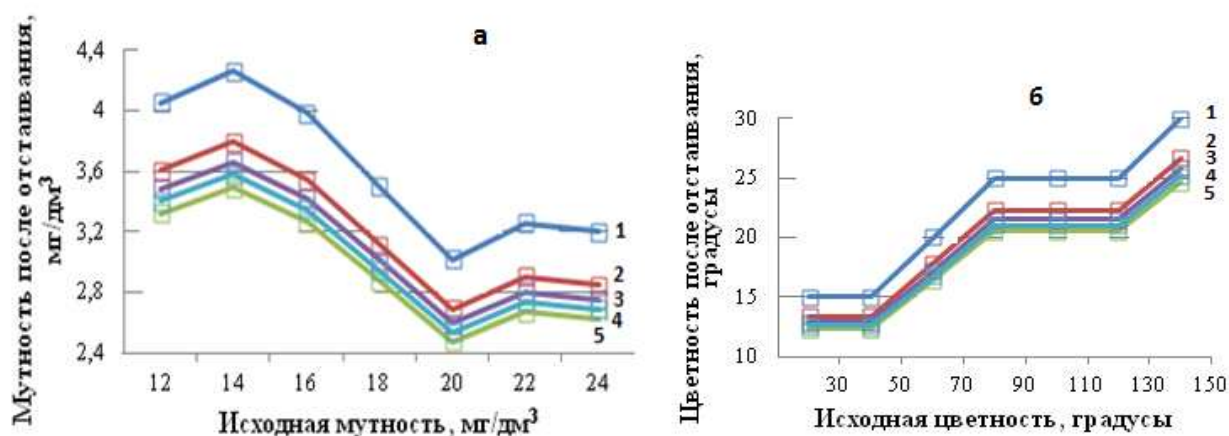 а
Мутность после отстаивания,
мг/дм³
4,4
4
3,6
3,2
2,8
2,4
12 14 16 18 20 22 24
Исходная мутность, мг/дм³
1
2
3
4
5
б
Цветность после отстаивания,
градусы
30
25
20
15
10
30 50 70 90 110 130 150
Исходная цветность, градусы
1
2
3
4
5